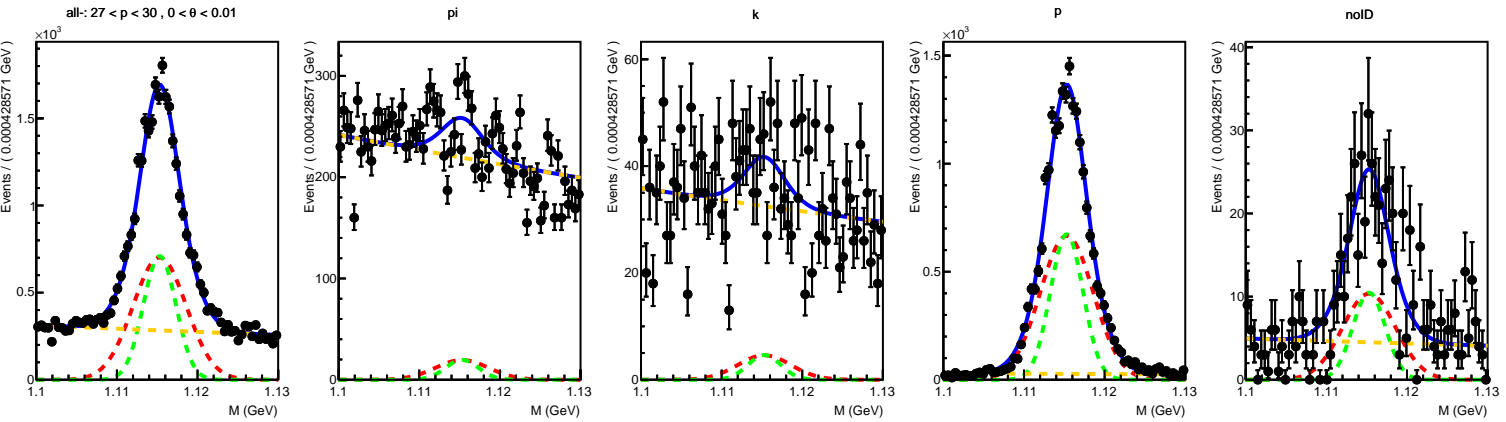 all-: 27 < p < 30 , 0 < θ < 0.01
×10³
Events / ( 0.000428571 GeV )
1.5
1
0.5
0
1.1 1.11 1.12 1.13
M (GeV)
pi
Events / ( 0.000428571 GeV )
300
200
100
0
1.1 1.11 1.12 1.13
M (GeV)
k
Events / ( 0.000428571 GeV )
60
40
20
0
1.1 1.11 1.12 1.13
M (GeV)
p
×10³
Events / ( 0.000428571 GeV )
1.5
1
0.5
0
1.1 1.11 1.12 1.13
M (GeV)
noID
Events / ( 0.000428571 GeV )
40
30
20
10
0
1.1 1.11 1.12 1.13
M (GeV)